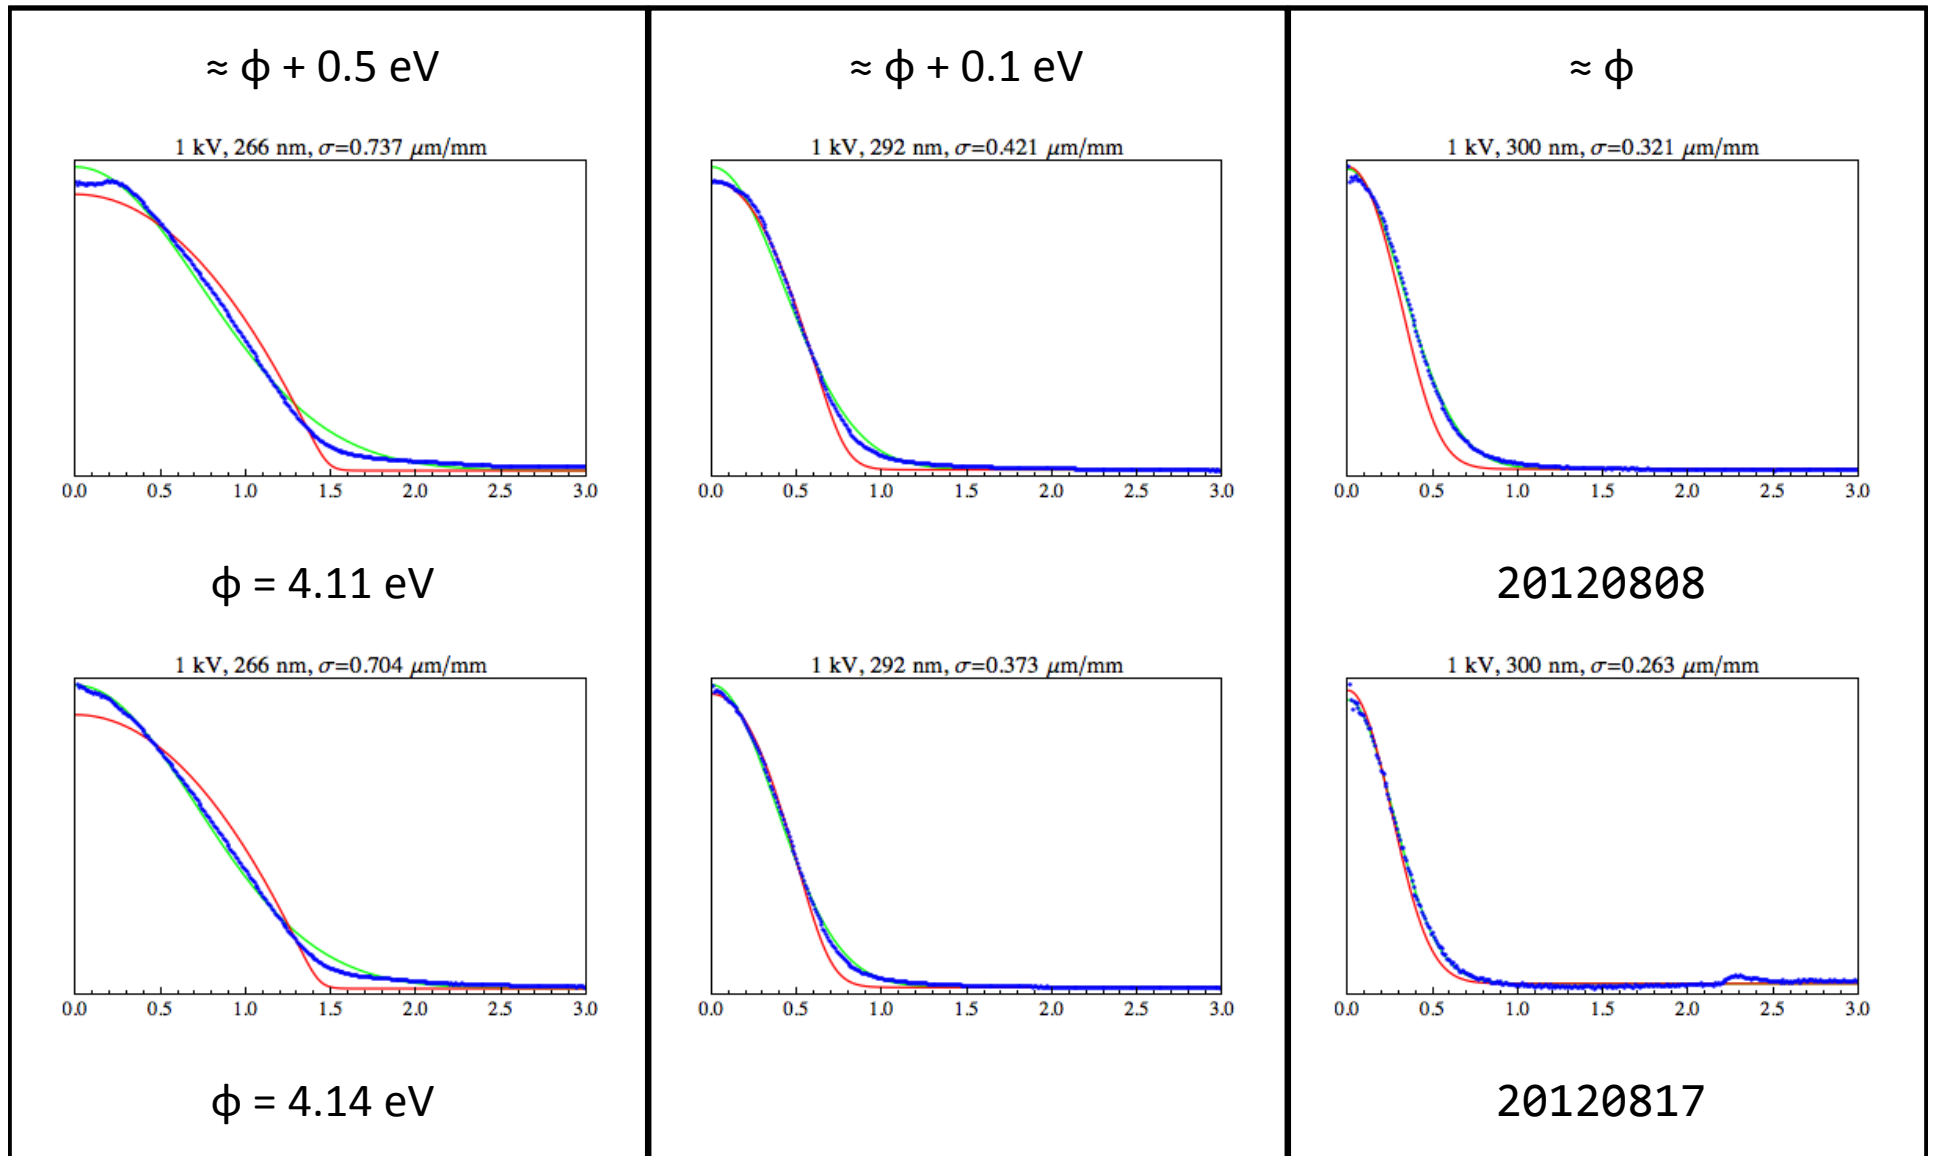 ≈ ϕ + 0.5 eV
≈ ϕ + 0.1 eV
≈ ϕ
1 kV, 266 nm, σ=0.737 μm/mm
1 kV, 292 nm, σ=0.421 μm/mm
1 kV, 300 nm, σ=0.321 μm/mm
0.0 0.5 1.0 1.5 2.0 2.5 3.0
0.0 0.5 1.0 1.5 2.0 2.5 3.0
0.0 0.5 1.0 1.5 2.0 2.5 3.0
ϕ = 4.11 eV
20120808
1 kV, 266 nm, σ=0.704 μm/mm
1 kV, 292 nm, σ=0.373 μm/mm
1 kV, 300 nm, σ=0.263 μm/mm
0.0 0.5 1.0 1.5 2.0 2.5 3.0
0.0 0.5 1.0 1.5 2.0 2.5 3.0
0.0 0.5 1.0 1.5 2.0 2.5 3.0
ϕ = 4.14 eV
20120817